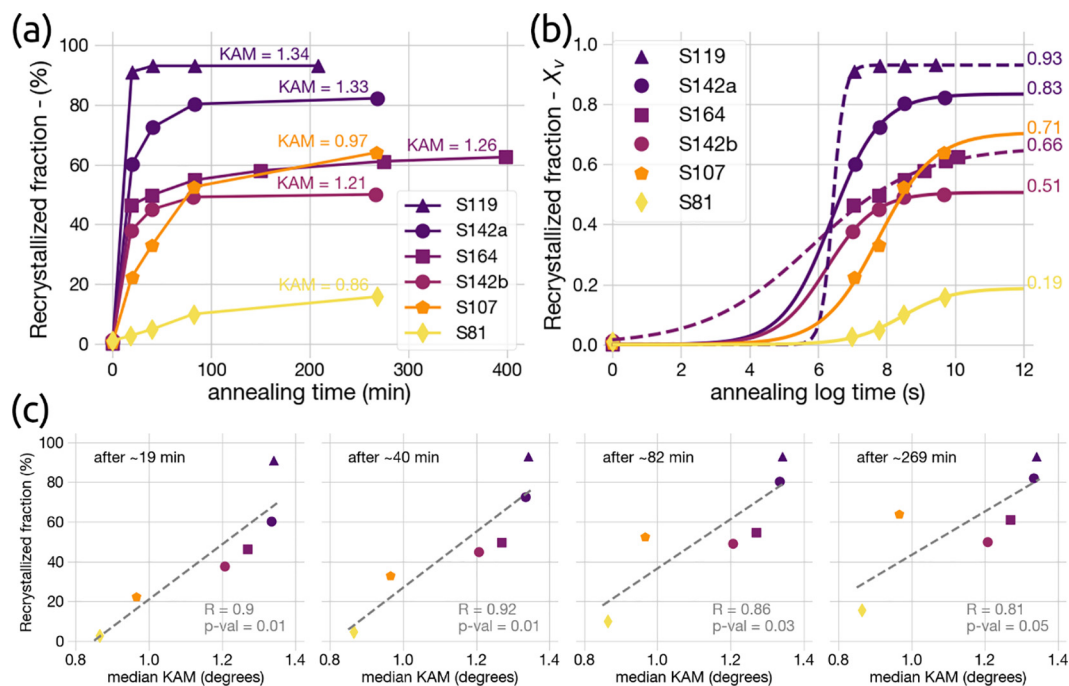 (a)
Recrystallized fraction - (%)
100
80
60
40
20
0
KAM = 1.34
KAM = 1.33
KAM = 0.97
KAM = 1.26
KAM = 1.21
KAM = 0.86
S119
S142a
S164
S142b
S107
S81
0 100 200 300 400
annealing time (min)
(b)
Recrystallized fraction - Xv
1.0
0.8
0.6
0.4
0.2
0.0
S119
S142a
S164
S142b
S107
S81
0.93
0.83
0.71
0.66
0.51
0.19
0 2 4 6 8 10 12
annealing log time (s)
(c)
Recrystallized fraction (%)
100
80
60
40
20
0
after ~19 min
R = 0.9
p-val = 0.01
0.8 1.0 1.2 1.4
median KAM (degrees)
after ~40 min
R = 0.92
p-val = 0.01
0.8 1.0 1.2 1.4
median KAM (degrees)
after ~82 min
R = 0.86
p-val = 0.03
0.8 1.0 1.2 1.4
median KAM (degrees)
after ~269 min
R = 0.81
p-val = 0.05
0.8 1.0 1.2 1.4
median KAM (degrees)